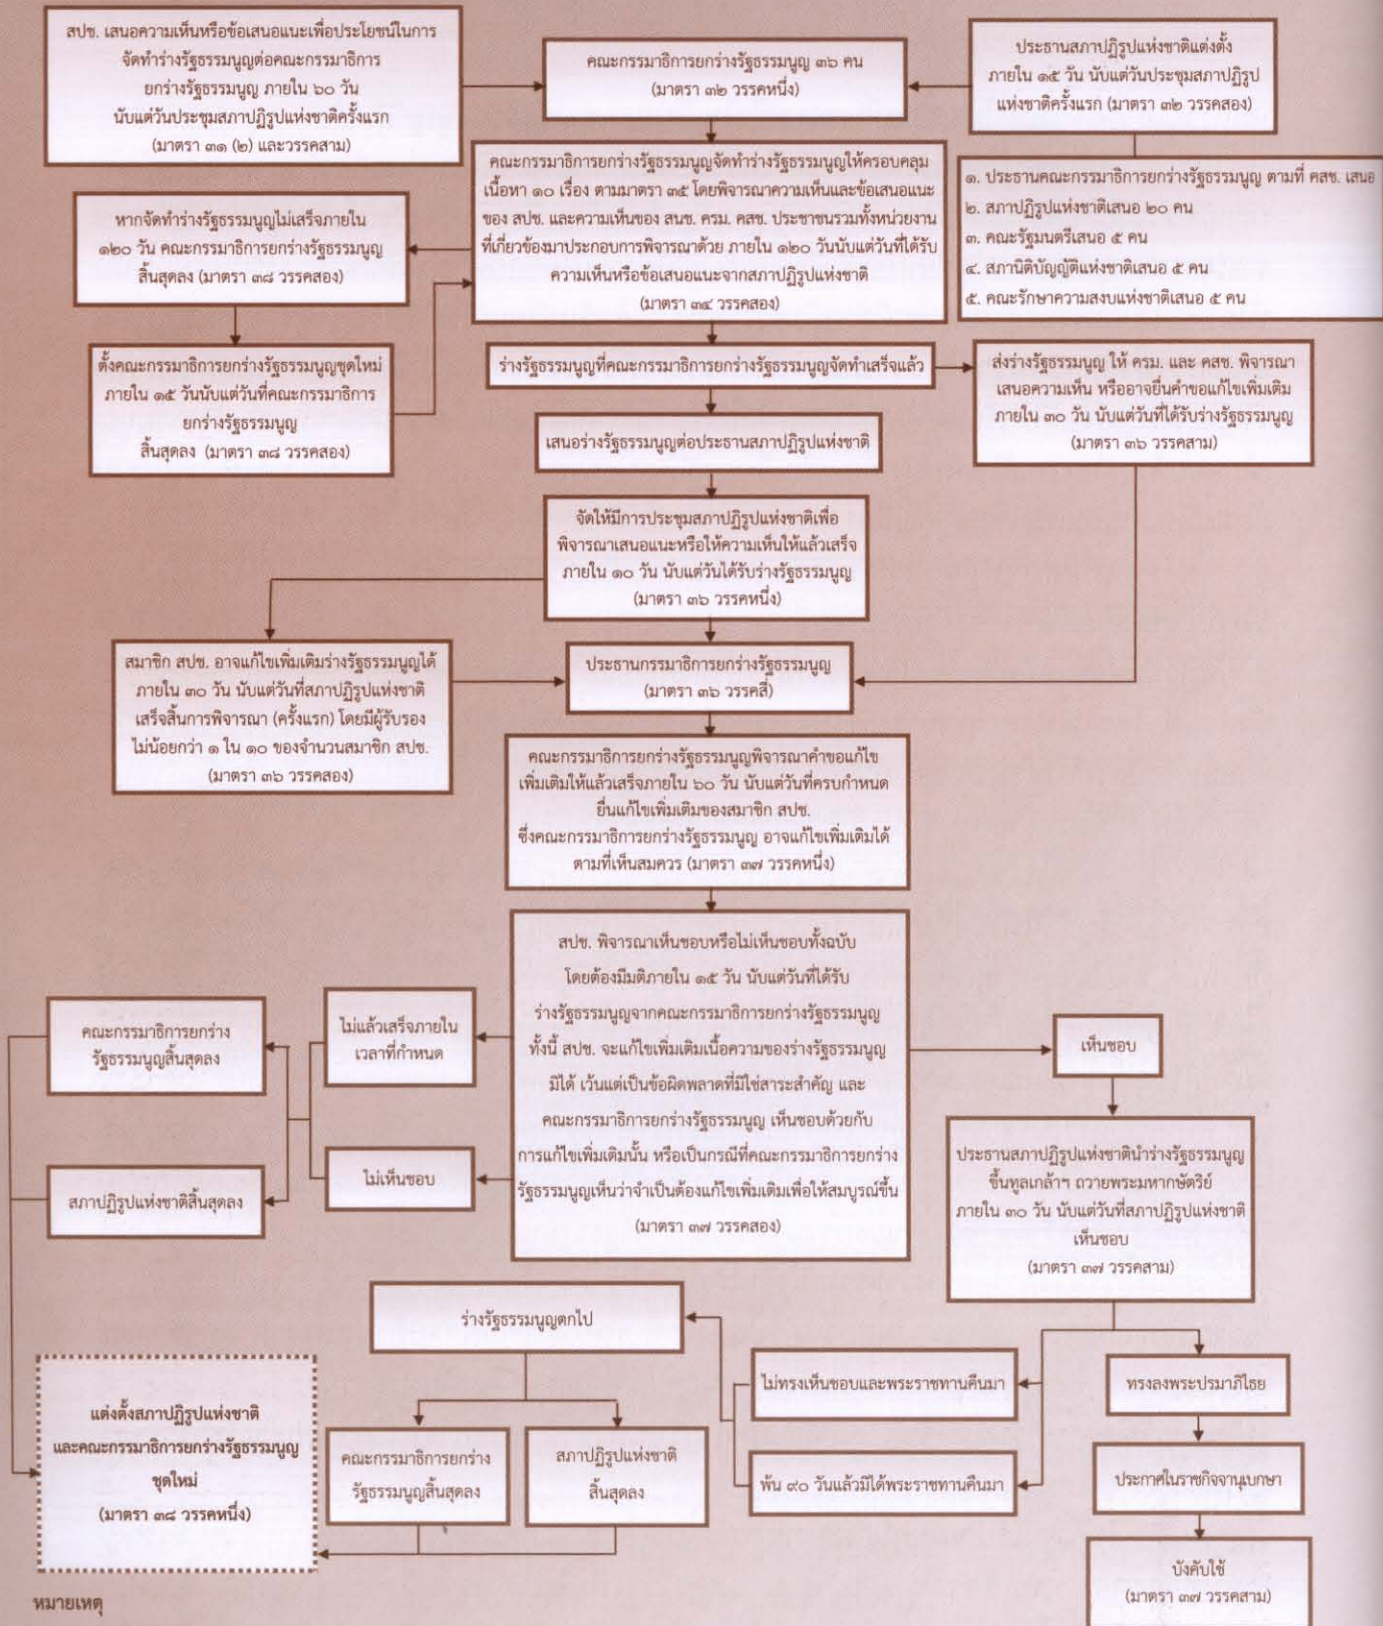 สปช. เสนอความเห็นหรือข้อเสนอแนะเพื่อประโยชน์ในการ
จัดทำร่างรัฐธรรมนูญต่อคณะกรรมาธิการ
ยกร่างรัฐธรรมนูญ ภายใน ๖๐ วัน
นับแต่วันประชุมสภาปฏิรูปแห่งชาติครั้งแรก
(มาตรา ๓๑ (๒) และวรรคสาม)
คณะกรรมาธิการยกร่างรัฐธรรมนูญ ๓๖ คน
(มาตรา ๓๒ วรรคหนึ่ง)
ประธานสภาปฏิรูปแห่งชาติแต่งตั้ง
ภายใน ๑๕ วัน นับแต่วันประชุมสภาปฏิรูป
แห่งชาติครั้งแรก (มาตรา ๓๒ วรรคสอง)
๑. ประธานคณะกรรมาธิการยกร่างรัฐธรรมนูญ ตามที่ คสช. เสนอ
๒. สภาปฏิรูปแห่งชาติเสนอ ๒๐ คน
๓. คณะรัฐมนตรีเสนอ ๕ คน
๔. สภานิติบัญญัติแห่งชาติเสนอ ๕ คน
๕. คณะรักษาความสงบแห่งชาติเสนอ ๕ คน
คณะกรรมาธิการยกร่างรัฐธรรมนูญจัดทำร่างรัฐธรรมนูญให้ครอบคลุม
เนื้อหา ๑๐ เรื่อง ตามมาตรา ๓๕ โดยพิจารณาความเห็นและข้อเสนอแนะ
ของ สปช. และความเห็นของ สนช. ครม. คสช. ประชาชนรวมทั้งหน่วยงาน
ที่เกี่ยวข้องมาประกอบการพิจารณาด้วย ภายใน ๑๒๐ วันนับแต่วันที่ได้รับ
ความเห็นหรือข้อเสนอแนะจากสภาปฏิรูปแห่งชาติ
(มาตรา ๓๔ วรรคสอง)
หากจัดทำร่างรัฐธรรมนูญไม่เสร็จภายใน
๑๒๐ วัน คณะกรรมาธิการยกร่างรัฐธรรมนูญ
สิ้นสุดลง (มาตรา ๓๘ วรรคสอง)
ตั้งคณะกรรมาธิการยกร่างรัฐธรรมนูญชุดใหม่
ภายใน ๑๕ วันนับแต่วันที่คณะกรรมาธิการ
ยกร่างรัฐธรรมนูญ
สิ้นสุดลง (มาตรา ๓๘ วรรคสอง)
ร่างรัฐธรรมนูญที่คณะกรรมาธิการยกร่างรัฐธรรมนูญจัดทำเสร็จแล้ว
ส่งร่างรัฐธรรมนูญ ให้ ครม. และ คสช. พิจารณา
เสนอความเห็น หรืออาจยื่นคำขอแก้ไขเพิ่มเติม
ภายใน ๓๐ วัน นับแต่วันที่ได้รับร่างรัฐธรรมนูญ
(มาตรา ๓๖ วรรคสาม)
เสนอร่างรัฐธรรมนูญต่อประธานสภาปฏิรูปแห่งชาติ
จัดให้มีการประชุมสภาปฏิรูปแห่งชาติเพื่อ
พิจารณาเสนอแนะหรือให้ความเห็นให้แล้วเสร็จ
ภายใน ๑๐ วัน นับแต่วันได้รับร่างรัฐธรรมนูญ
(มาตรา ๓๖ วรรคหนึ่ง)
สมาชิก สปช. อาจแก้ไขเพิ่มเติมร่างรัฐธรรมนูญได้
ภายใน ๓๐ วัน นับแต่วันที่สภาปฏิรูปแห่งชาติ
เสร็จสิ้นการพิจารณา (ครั้งแรก) โดยมีผู้รับรอง
ไม่น้อยกว่า ๑ ใน ๑๐ ของจำนวนสมาชิก สปช.
(มาตรา ๓๖ วรรคสอง)
ประธานกรรมาธิการยกร่างรัฐธรรมนูญ
(มาตรา ๓๖ วรรคสี่)
คณะกรรมาธิการยกร่างรัฐธรรมนูญพิจารณาคำขอแก้ไข
เพิ่มเติมให้แล้วเสร็จภายใน ๖๐ วัน นับแต่วันที่ครบกำหนด
ยื่นแก้ไขเพิ่มเติมของสมาชิก สปช.
ซึ่งคณะกรรมาธิการยกร่างรัฐธรรมนูญ อาจแก้ไขเพิ่มเติมได้
ตามที่เห็นสมควร (มาตรา ๓๗ วรรคหนึ่ง)
สปช. พิจารณาเห็นชอบหรือไม่เห็นชอบทั้งฉบับ
โดยต้องมีมติภายใน ๑๕ วัน นับแต่วันที่ได้รับ
ร่างรัฐธรรมนูญจากคณะกรรมาธิการยกร่างรัฐธรรมนูญ
ทั้งนี้ สปช. จะแก้ไขเพิ่มเติมเนื้อความของร่างรัฐธรรมนูญ
มิได้ เว้นแต่เป็นข้อผิดพลาดที่มิใช่สาระสำคัญ และ
คณะกรรมาธิการยกร่างรัฐธรรมนูญ เห็นชอบด้วยกับ
การแก้ไขเพิ่มเติมนั้น หรือเป็นกรณีที่คณะกรรมาธิการยกร่าง
รัฐธรรมนูญเห็นว่าจำเป็นต้องแก้ไขเพิ่มเติมเพื่อให้สมบูรณ์ขึ้น
(มาตรา ๓๗ วรรคสอง)
ไม่แล้วเสร็จภายใน
เวลาที่กำหนด
ไม่เห็นชอบ
คณะกรรมาธิการยกร่าง
รัฐธรรมนูญสิ้นสุดลง
สภาปฏิรูปแห่งชาติสิ้นสุดลง
เห็นชอบ
ประธานสภาปฏิรูปแห่งชาตินำร่างรัฐธรรมนูญ
ขึ้นทูลเกล้าฯ ถวายพระมหากษัตริย์
ภายใน ๓๐ วัน นับแต่วันที่สภาปฏิรูปแห่งชาติ
เห็นชอบ
(มาตรา ๓๗ วรรคสาม)
ร่างรัฐธรรมนูญตกไป
ไม่ทรงเห็นชอบและพระราชทานคืนมา
พ้น ๙๐ วันแล้วมิได้พระราชทานคืนมา
ทรงลงพระปรมาภิไธย
ประกาศในราชกิจจานุเบกษา
บังคับใช้
(มาตรา ๓๗ วรรคสาม)
คณะกรรมาธิการยกร่าง
รัฐธรรมนูญสิ้นสุดลง
สภาปฏิรูปแห่งชาติ
สิ้นสุดลง
แต่งตั้งสภาปฏิรูปแห่งชาติ
และคณะกรรมาธิการยกร่างรัฐธรรมนูญ
ชุดใหม่
(มาตรา ๓๘ วรรคหนึ่ง)
หมายเหตุ